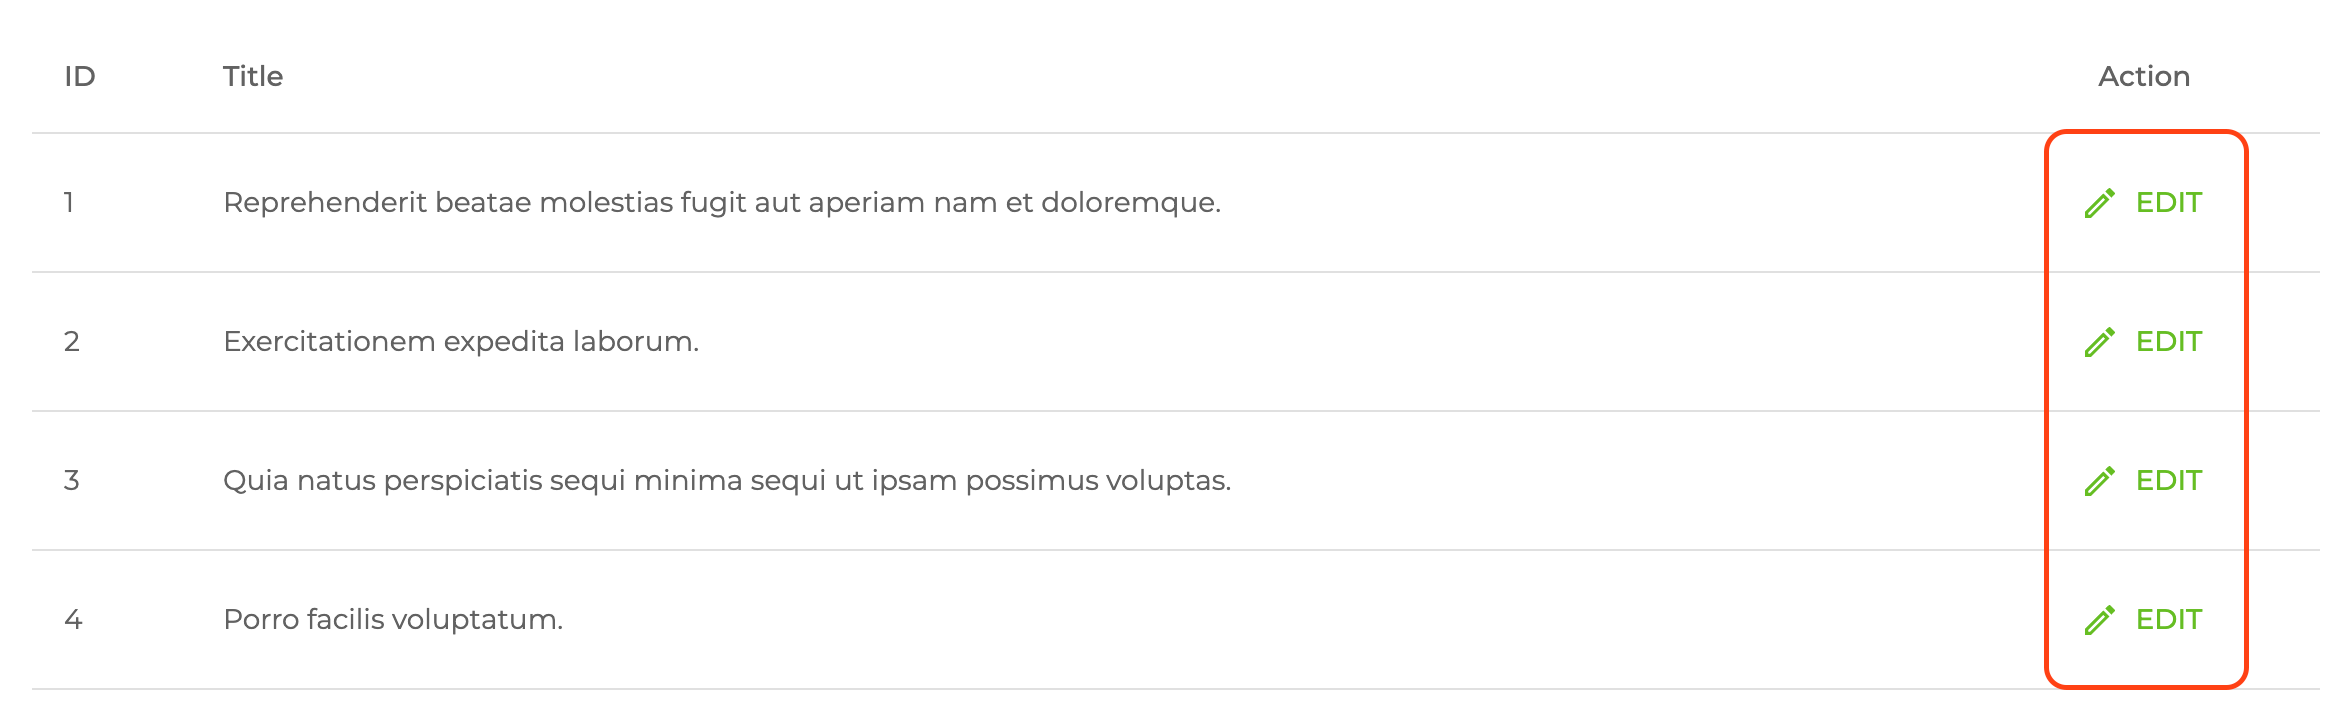 ID Title Action
1 Reprehenderit beatae molestias fugit aut aperiam nam et doloremque. EDIT
2 Exercitationem expedita laborum. EDIT
3 Quia natus perspiciatis sequi minima sequi ut ipsam possimus voluptas. EDIT
4 Porro facilis voluptatum. EDIT